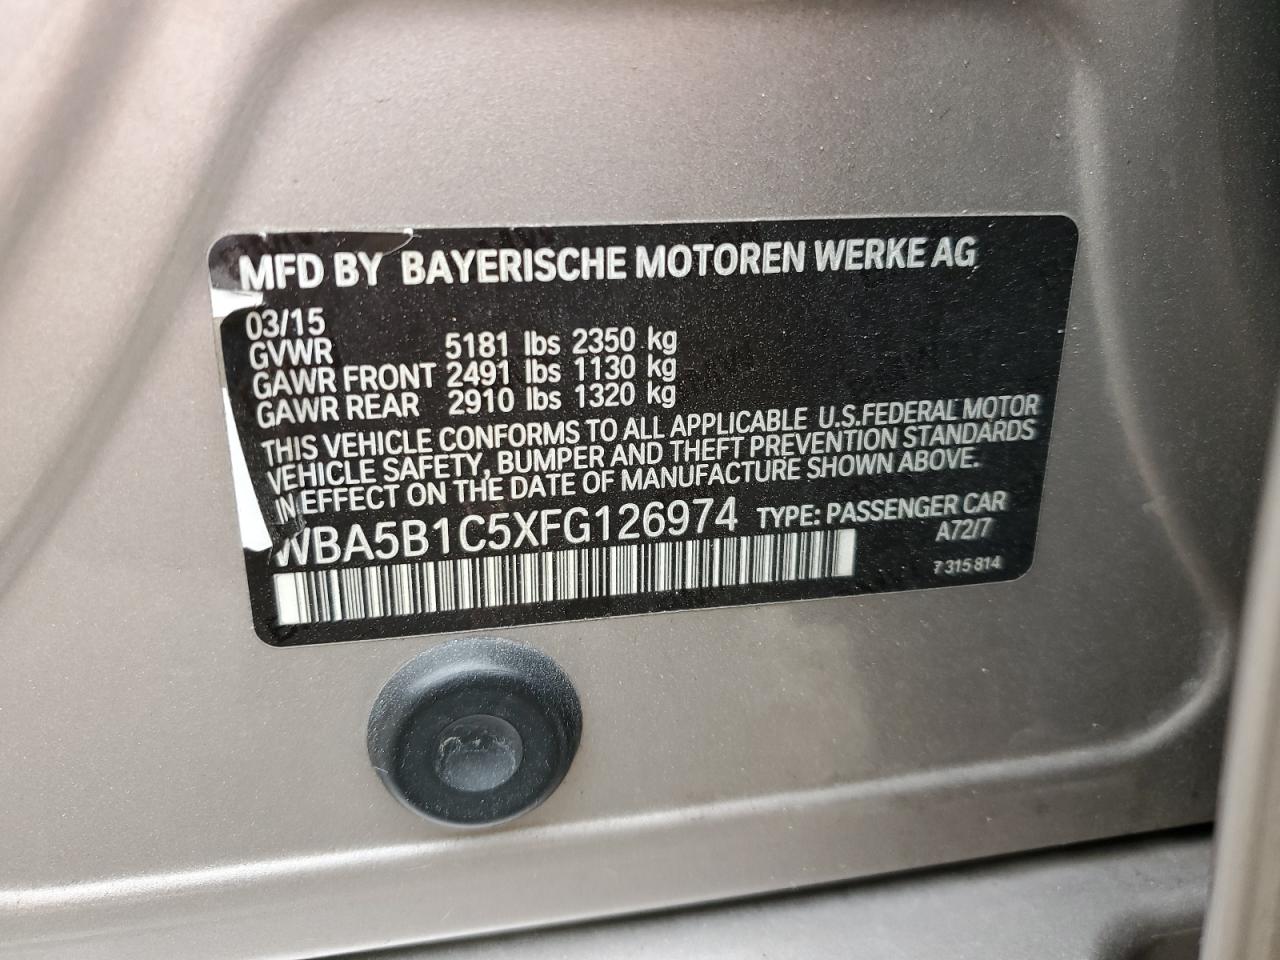 MFD BY BAYERISCHE MOTOREN WERKE AG
03/15
GVWR 5181 lbs 2350 kg
GAWR FRONT 2491 lbs 1130 kg
GAWR REAR 2910 lbs 1320 kg
THIS VEHICLE CONFORMS TO ALL APPLICABLE U.S.FEDERAL MOTOR
VEHICLE SAFETY, BUMPER AND THEFT PREVENTION STANDARDS
IN EFFECT ON THE DATE OF MANUFACTURE SHOWN ABOVE.
WBA5B1C5XFG126974 TYPE: PASSENGER CAR
A72/7
7 315 814